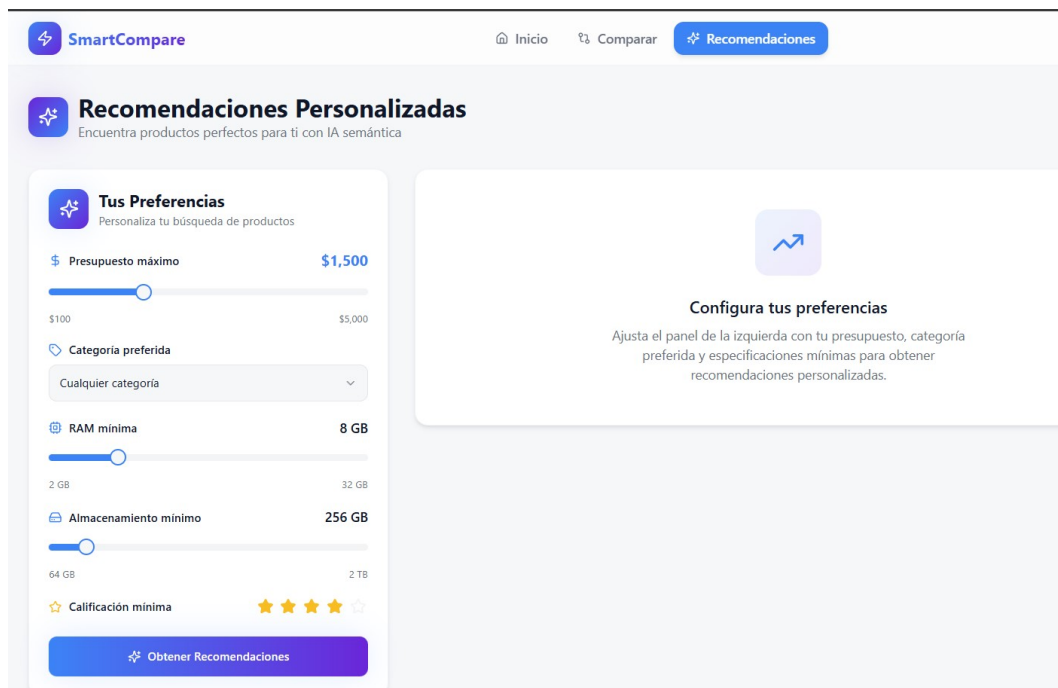 SmartCompare
Inicio
Comparar
Recomendaciones
Recomendaciones Personalizadas
Encuentra productos perfectos para ti con IA semántica
Tus Preferencias
Personaliza tu búsqueda de productos
Presupuesto máximo
$1,500
$100
$5,000
Categoría preferida
Cualquier categoría
RAM mínima
8 GB
2 GB
32 GB
Almacenamiento mínimo
256 GB
64 GB
2 TB
Calificación mínima
Obtener Recomendaciones
Configura tus preferencias
Ajusta el panel de la izquierda con tu presupuesto, categoría
preferida y especificaciones mínimas para obtener
recomendaciones personalizadas.